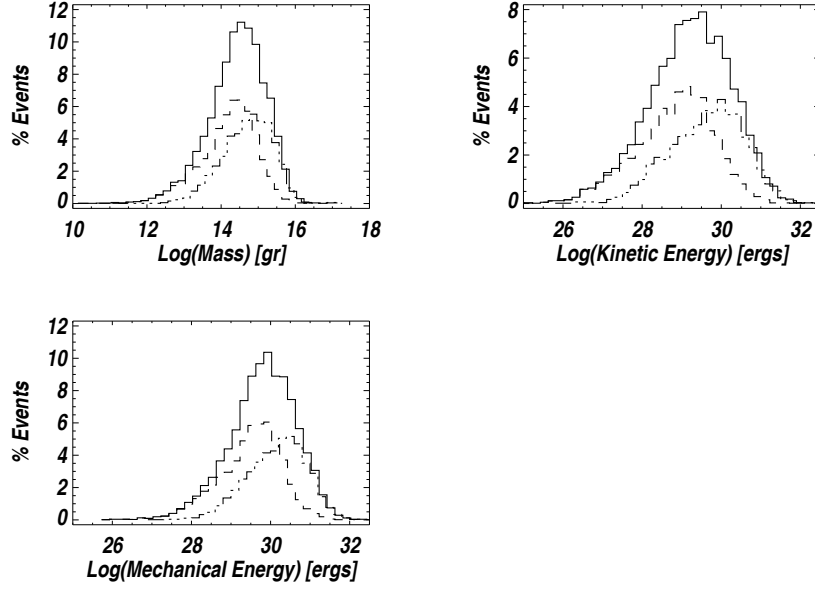 12
10
8
6
4
2
0
% Events
10 12 14 16 18
Log(Mass) [gr]
8
6
4
2
0
% Events
26 28 30 32
Log(Kinetic Energy) [ergs]
12
10
8
6
4
2
0
% Events
26 28 30 32
Log(Mechanical Energy) [ergs]